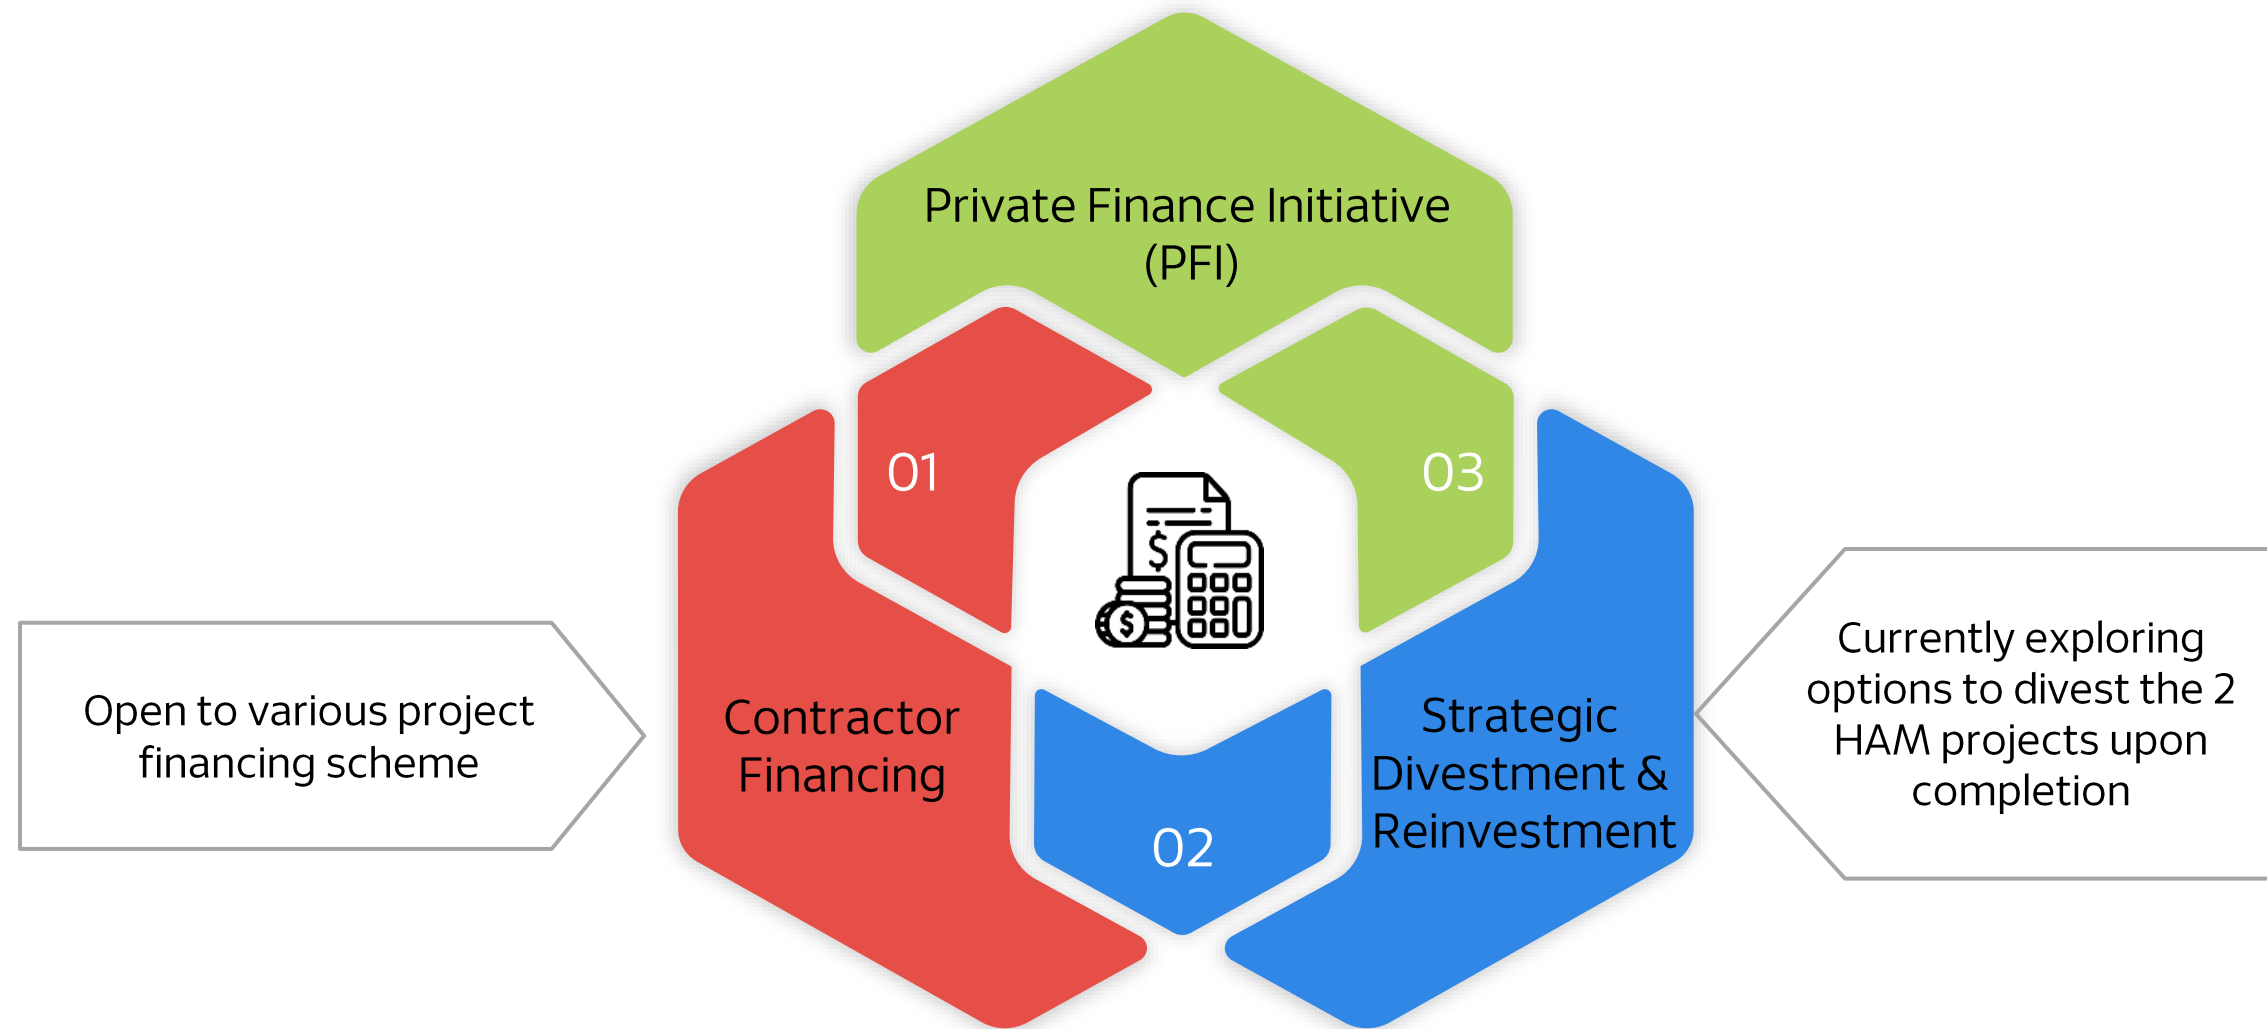 Private Finance Initiative
(PFI)
01
03
$
$
Open to various project
financing scheme
Contractor
Financing
02
Strategic
Divestment &
Reinvestment
Currently exploring
options to divest the 2
HAM projects upon
completion